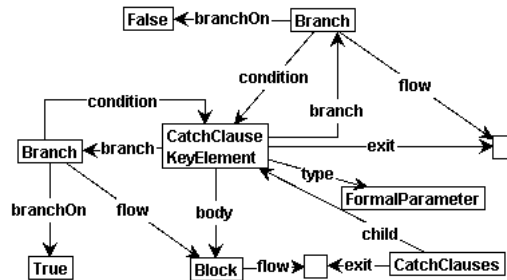 False
branchOn
Branch
condition
flow
condition
branch
CatchClause
KeyElement
exit
Branch
branch
type
FormalParameter
branchOn
flow
body
child
True
Block
flow
exit
CatchClauses